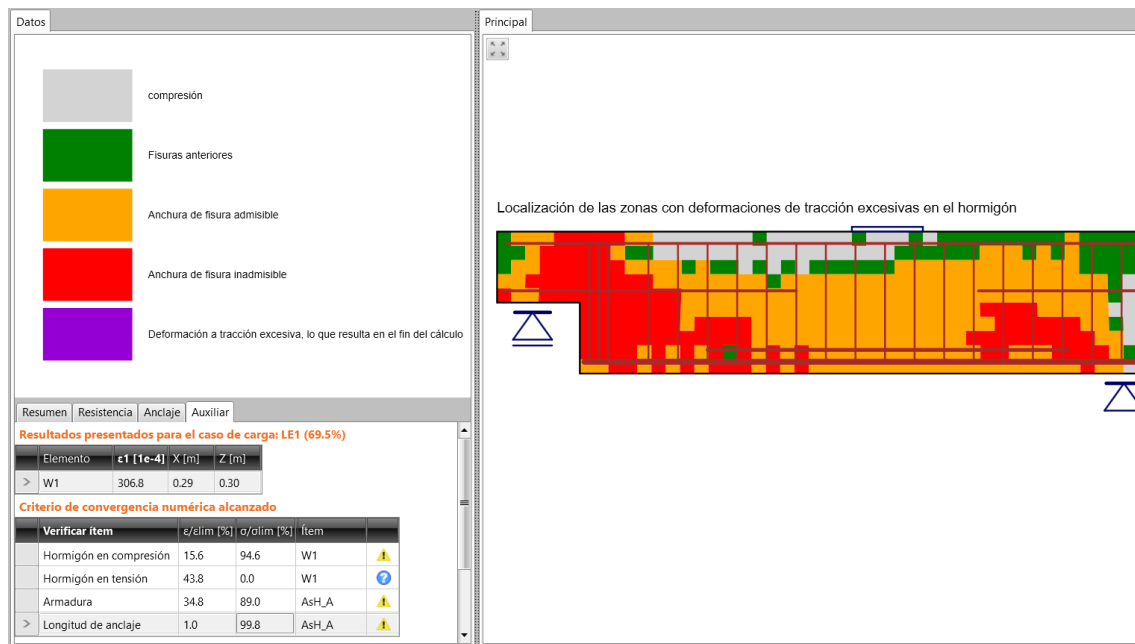 Datos
Principal
compresión
Fisuras anteriores
Anchura de fisura admisible
Anchura de fisura inadmisible
Deformación a tracción excesiva, lo que resulta en el fin del cálculo
Localización de las zonas con deformaciones de tracción excesivas en el hormigón
Resumen Resistencia Anclaje Auxiliar
Resultados presentados para el caso de carga: LE1 (69.5%)
Elemento ε1 [1e-4] X [m] Z [m]
W1 306.8 0.29 0.30
Criterio de convergencia numérica alcanzado
Verificar ítem ε/εlim [%] σ/σlim [%] Ítem
Hormigón en compresión 15.6 94.6 W1
Hormigón en tensión 43.8 0.0 W1
Armadura 34.8 89.0 AsH_A
Longitud de anclaje 1.0 99.8 AsH_A